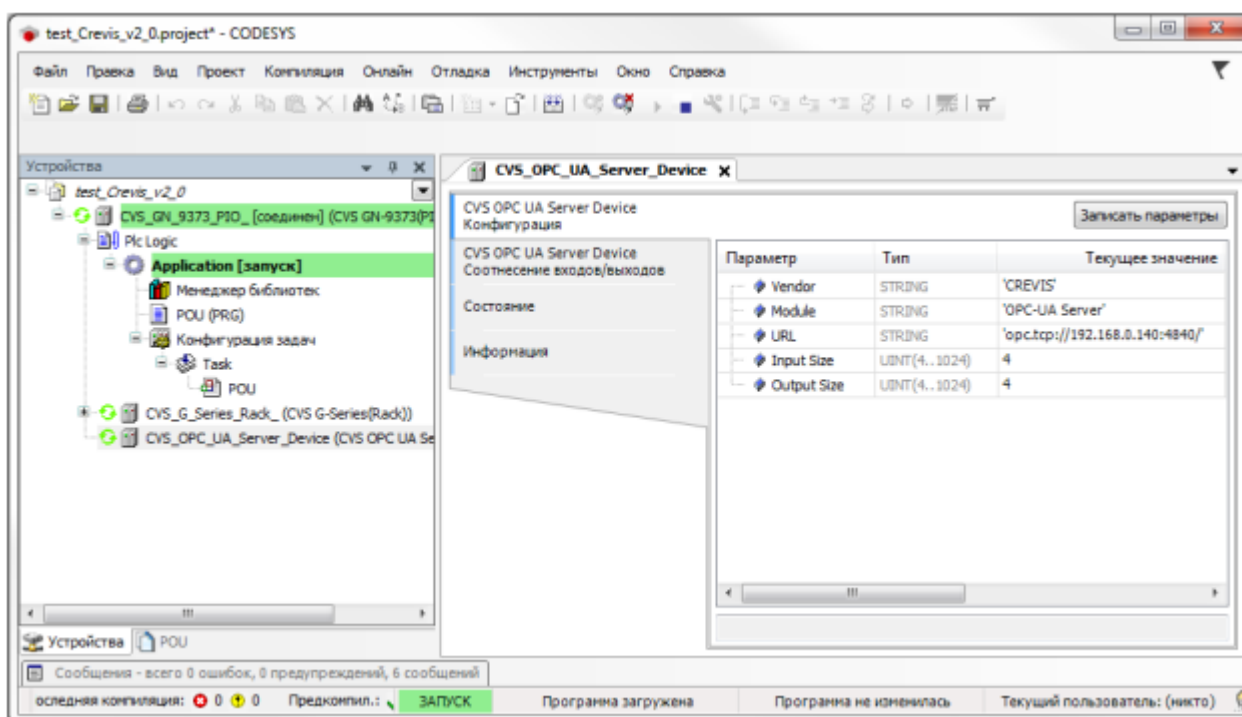 test_Crevis_v2_0.project* - CODESYS
Файл Правка Вид Проект Компиляция Онлайн Отладка Инструменты Окно Справка
Устройства
test_Crevis_v2_0
CVS_GN_9373_PIO_ [соединен] (CVS GN-9373(PI
Plc Logic
Application [запуск]
Менеджер библиотек
POU (PRG)
Конфигурация задач
Task
POU
CVS_G_Series_Rack_ (CVS G-Series(Rack))
CVS_OPC_UA_Server_Device (CVS OPC UA Se
Устройства POU
CVS_OPC_UA_Server_Device
CVS OPC UA Server Device
Конфигурация
CVS OPC UA Server Device
Соотнесение входов/выходов
Состояние
Информация
Записать параметры
Параметр Тип Текущее значение
Vendor STRING 'CREVIS'
Module STRING 'OPC-UA Server'
URL STRING 'opc.tcp://192.168.0.140:4840/'
Input Size UINT(4..1024) 4
Output Size UINT(4..1024) 4
Сообщения - всего 0 ошибок, 0 предупреждений, 6 сообщений
оследняя компиляция: 0 0 Предкомпил.: ЗАПУСК Программа загружена Программа не изменилась Текущий пользователь: (никто)